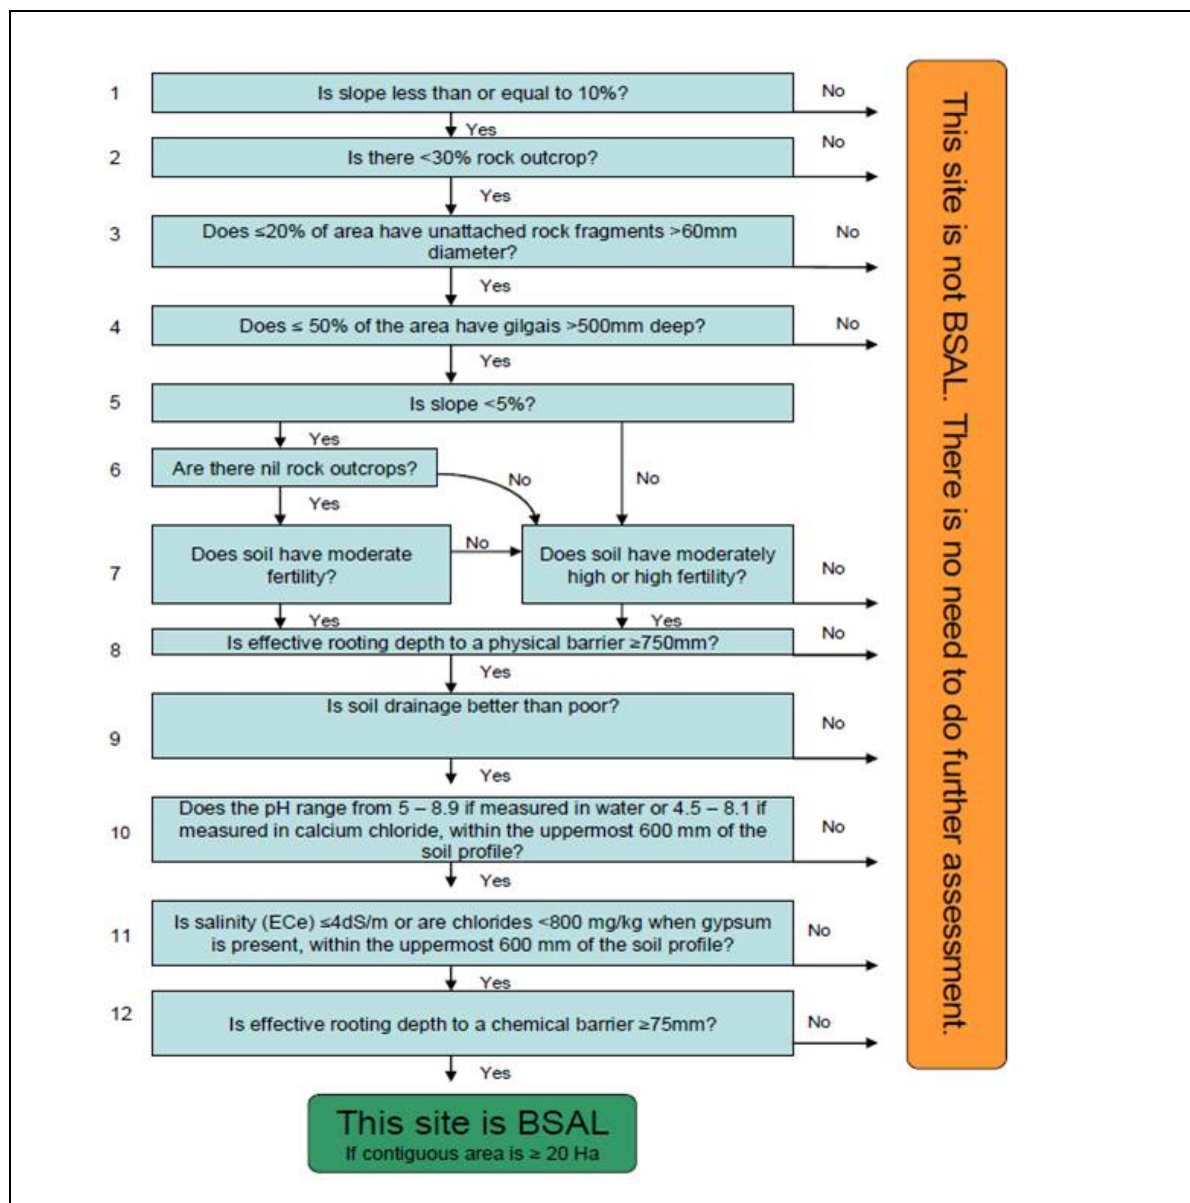 1
Is slope less than or equal to 10%?
No
Yes
2
Is there <30% rock outcrop?
No
Yes
3
Does ≤20% of area have unattached rock fragments >60mm
diameter?
No
Yes
4
Does ≤ 50% of the area have gilgais >500mm deep?
No
Yes
5
Is slope <5%?
Yes
No
6
Are there nil rock outcrops?
No
Yes
7
Does soil have moderate
fertility?
No
Does soil have moderately
high or high fertility?
No
Yes
Yes
8
Is effective rooting depth to a physical barrier ≥750mm?
No
Yes
9
Is soil drainage better than poor?
No
Yes
10
Does the pH range from 5 – 8.9 if measured in water or 4.5 – 8.1 if
measured in calcium chloride, within the uppermost 600 mm of the
soil profile?
No
Yes
11
Is salinity (ECe) ≤4dS/m or are chlorides <800 mg/kg when gypsum
is present, within the uppermost 600 mm of the soil profile?
No
Yes
12
Is effective rooting depth to a chemical barrier ≥75mm?
No
Yes
This site is BSAL
If contiguous area is ≥ 20 Ha
This site is not BSAL. There is no need to do further assessment.